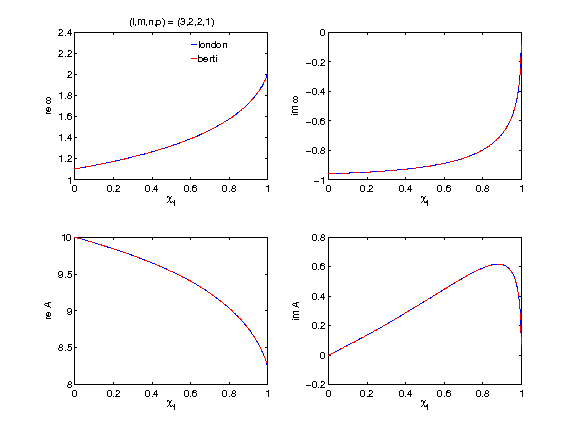 (l,m,n,p) = (3,2,2,1)
london
berti
re ω
2.4
2.2
2
1.8
1.6
1.4
1.2
1
0 0.2 0.4 0.6 0.8 1
χf
im ω
0
−0.2
−0.4
−0.6
−0.8
−1
0 0.2 0.4 0.6 0.8 1
χf
re A
10
9.5
9
8.5
8
0 0.2 0.4 0.6 0.8 1
χf
im A
0.8
0.6
0.4
0.2
0
−0.2
0 0.2 0.4 0.6 0.8 1
χf